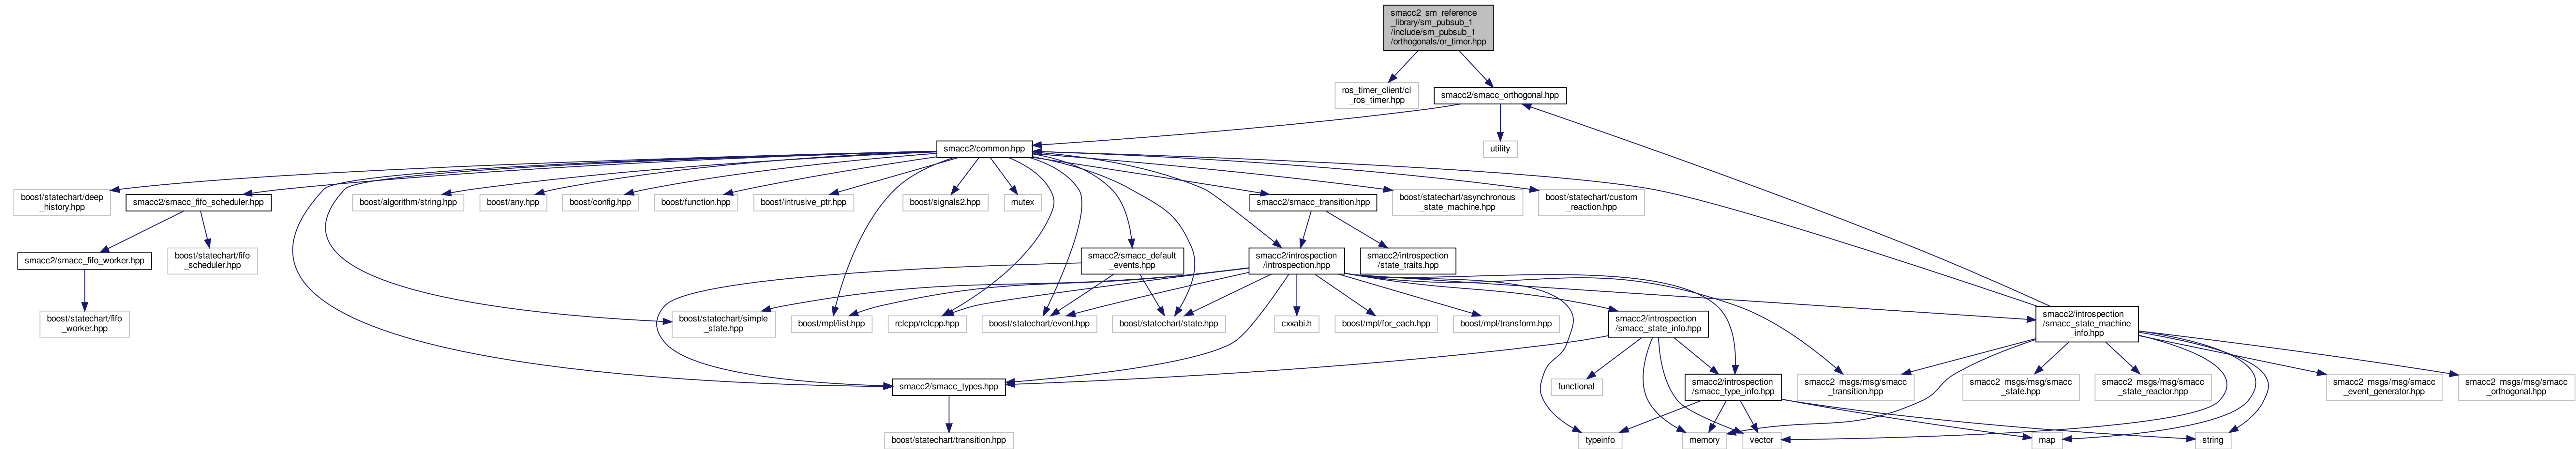 smacc2_sm_reference
_library/sm_pubsub_1
/include/sm_pubsub_1
/orthogonals/or_timer.hpp
ros_timer_client/cl
_ros_timer.hpp
smacc2/smacc_orthogonal.hpp
smacc2/common.hpp
utility
boost/statechart/deep
_history.hpp
smacc2/smacc_fifo_scheduler.hpp
boost/algorithm/string.hpp
boost/any.hpp
boost/config.hpp
boost/function.hpp
boost/intrusive_ptr.hpp
boost/signals2.hpp
mutex
smacc2/smacc_transition.hpp
boost/statechart/asynchronous
_state_machine.hpp
boost/statechart/custom
_reaction.hpp
smacc2/smacc_fifo_worker.hpp
boost/statechart/fifo
_scheduler.hpp
smacc2/smacc_default
_events.hpp
smacc2/introspection
/introspection.hpp
smacc2/introspection
/state_traits.hpp
boost/statechart/fifo
_worker.hpp
boost/statechart/simple
_state.hpp
boost/mpl/list.hpp
rclcpp/rclcpp.hpp
boost/statechart/event.hpp
boost/statechart/state.hpp
cxxabi.h
boost/mpl/for_each.hpp
boost/mpl/transform.hpp
smacc2/introspection
/smacc_state_info.hpp
smacc2/introspection
/smacc_state_machine
_info.hpp
smacc2/smacc_types.hpp
functional
smacc2/introspection
/smacc_type_info.hpp
smacc2_msgs/msg/smacc
_transition.hpp
smacc2_msgs/msg/smacc
_state.hpp
smacc2_msgs/msg/smacc
_state_reactor.hpp
smacc2_msgs/msg/smacc
_event_generator.hpp
smacc2_msgs/msg/smacc
_orthogonal.hpp
boost/statechart/transition.hpp
typeinfo
memory
vector
map
string